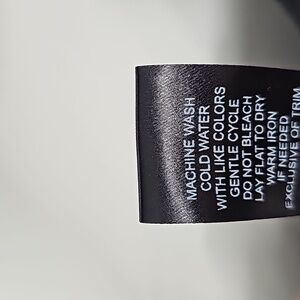 MACHINE WASH
COLD WATER
WITH LIKE COLORS
GENTLE CYCLE
DO NOT BLEACH
LAY FLAT TO DRY
WARM IRON
IF NEEDED
EXCLUSIVE OF TRIM